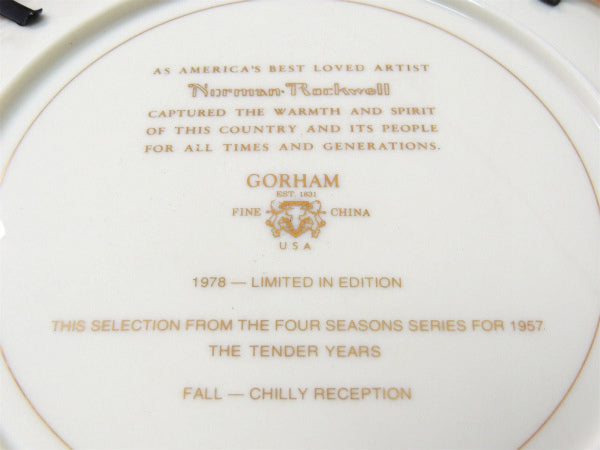 AS AMERICA'S BEST LOVED ARTIST
Norman Rockwell
CAPTURED THE WARMTH AND SPIRIT
OF THIS COUNTRY AND ITS PEOPLE
FOR ALL TIMES AND GENERATIONS.
GORHAM
EST. 1831
FINE CHINA
USA
1978 — LIMITED IN EDITION
THIS SELECTION FROM THE FOUR SEASONS SERIES FOR 1957
THE TENDER YEARS
FALL — CHILLY RECEPTION